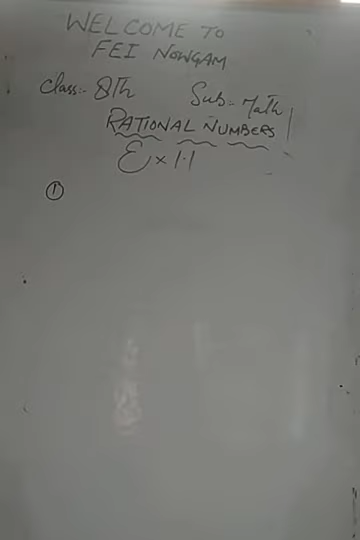 WELCOME TO
FEI NOWGAM
Class:- 8th Sub:- Math
RATIONAL NUMBERS
Ex 1.1
①